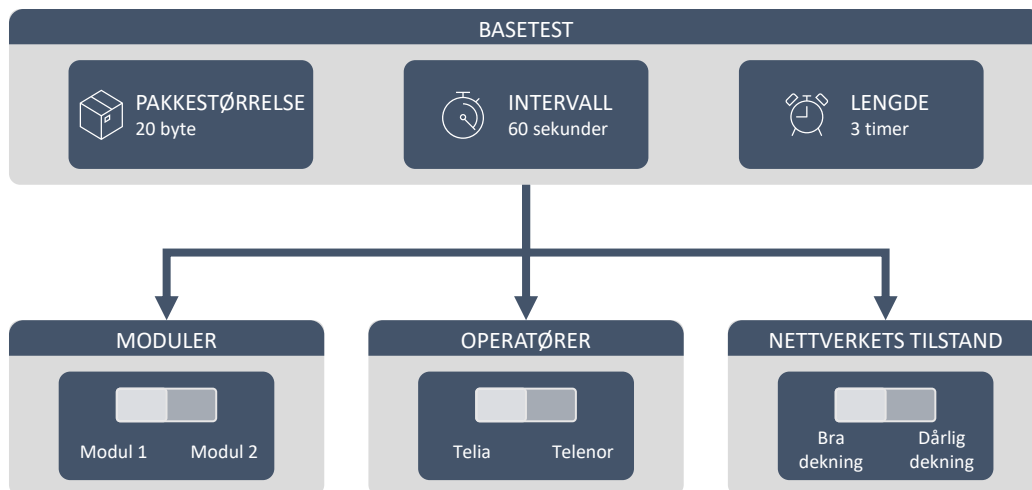 BASETEST
PAKKESTØRRELSE
20 byte
INTERVALL
60 sekunder
LENGDE
3 timer
MODULER
Modul 1
Modul 2
OPERATØRER
Telia
Telenor
NETTVERKETS TILSTAND
Bra
dekning
Dårlig
dekning